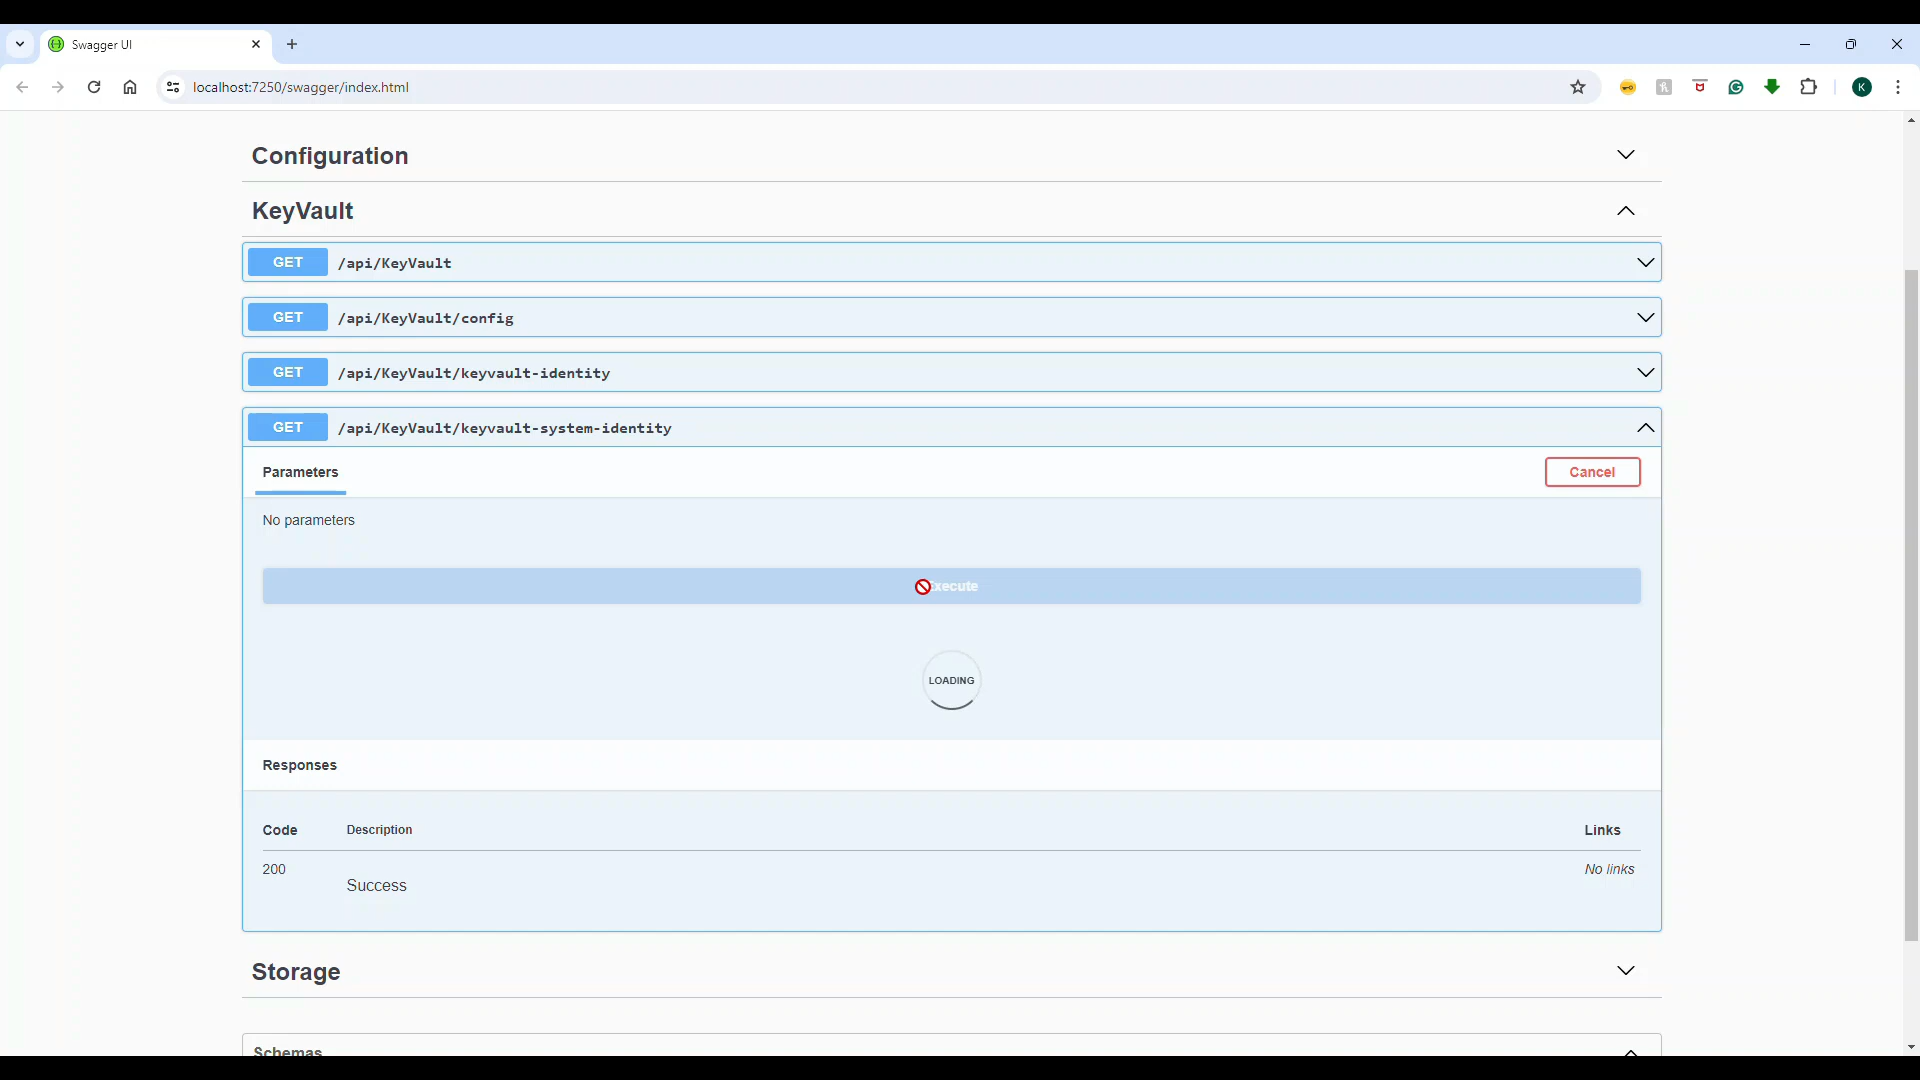 Swagger UI
localhost:7250/swagger/index.html
K
Configuration
KeyVault
GET /api/KeyVault
GET /api/KeyVault/config
GET /api/KeyVault/keyvault-identity
GET /api/KeyVault/keyvault-system-identity
Parameters
Cancel
No parameters
xecute
LOADING
Responses
Code Description Links
200 Success No links
Storage
Schemas